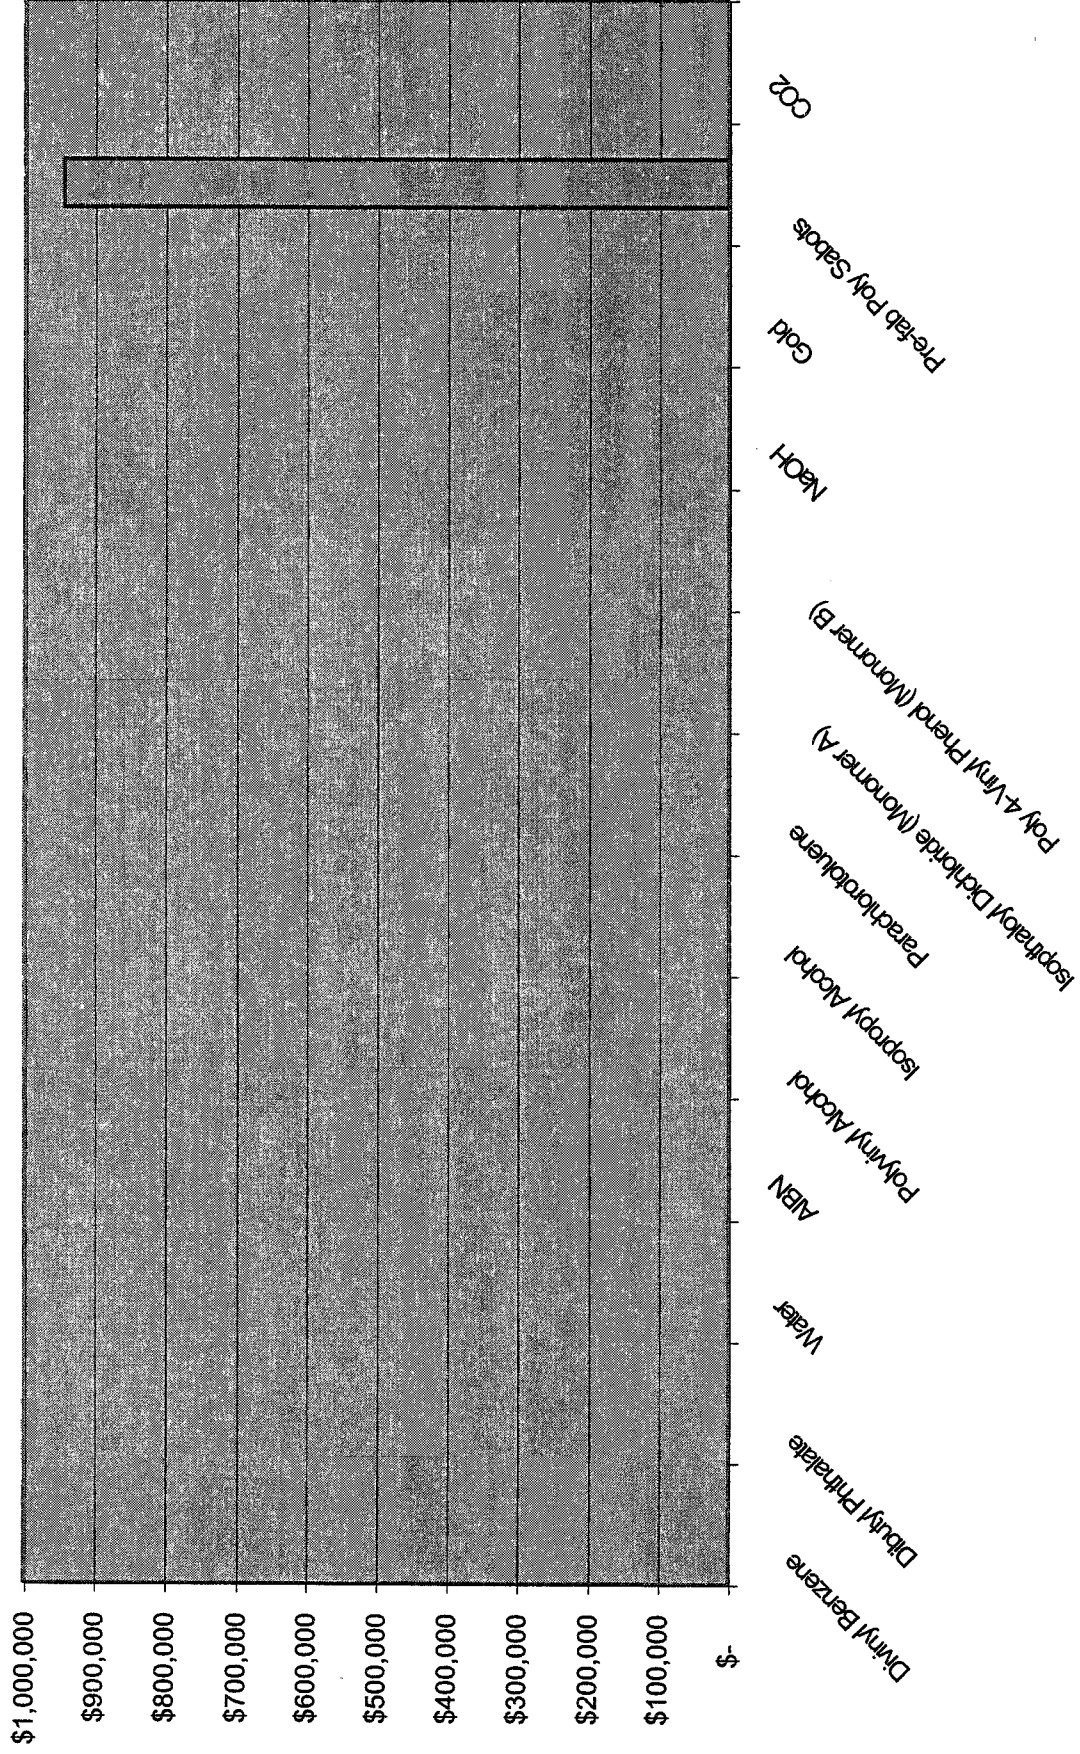 $1,000,000
$900,000
$800,000
$700,000
$600,000
$500,000
$400,000
$300,000
$200,000
$100,000
$-
Divinyl Benzene
Dibutyl Phthalate
Water
AIBN
Polyvinyl Alcohol
Isopropyl Alcohol
Parachlorotoluene
Isopthaloyl Dichloride (Monomer A)
Poly 4-Vinyl Phenol (Monomer B)
NaOH
Gold
Pre-fab Poly Sabots
CO2